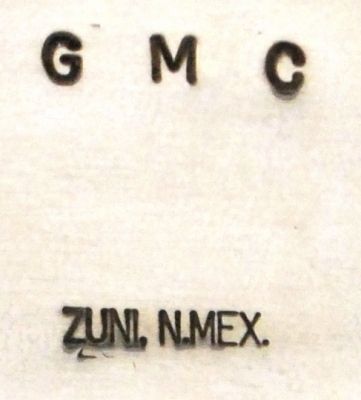 G M C
ZUNI, N.MEX.